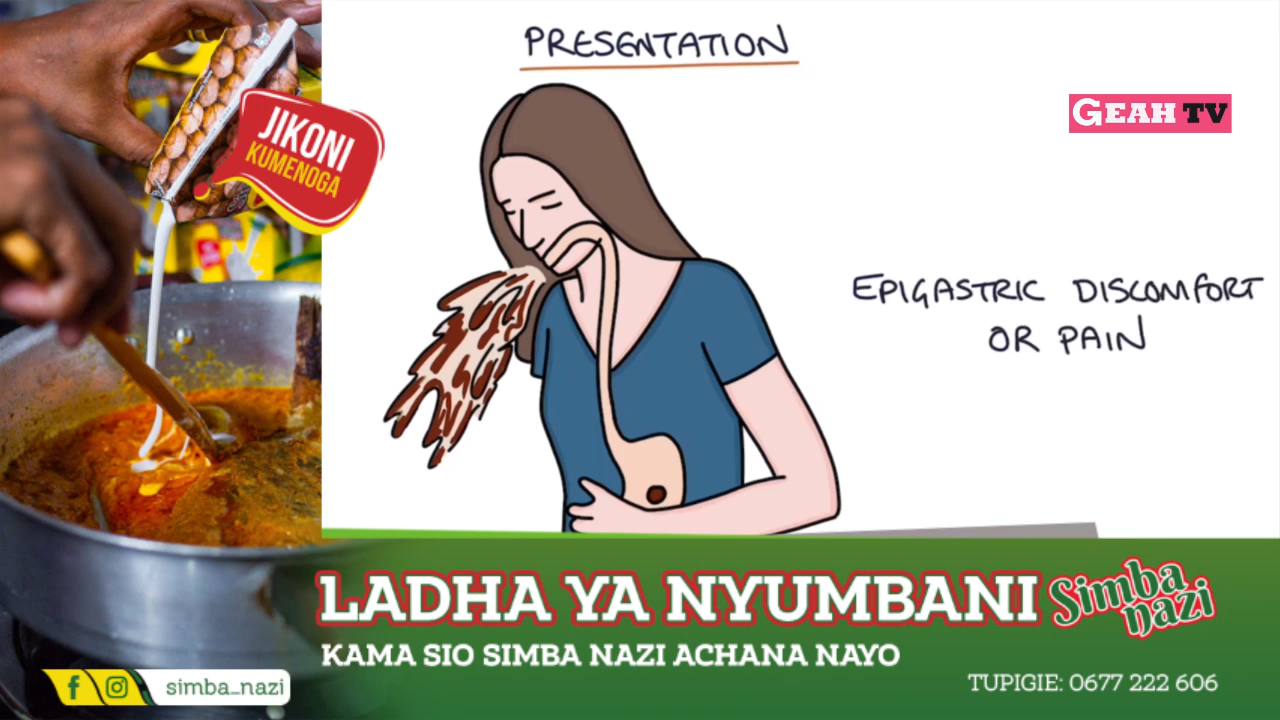 PRESENTATION
GEAH TV
JIKONI
KUMENOGA
EPIGASTRIC DISCOMFORT
OR PAIN
LADHA YA NYUMBANI
Simba
nazi
KAMA SIO SIMBA NAZI ACHANA NAYO
simba_nazi
TUPIGIE: 0677 222 606